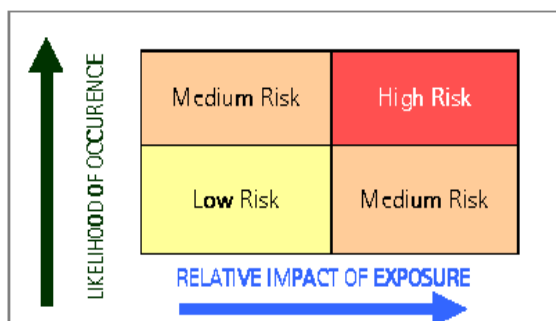 LIKELIHOOD OF OCCURENCE
Medium Risk
High Risk
Low Risk
Medium Risk
RELATIVE IMPACT OF EXPOSURE